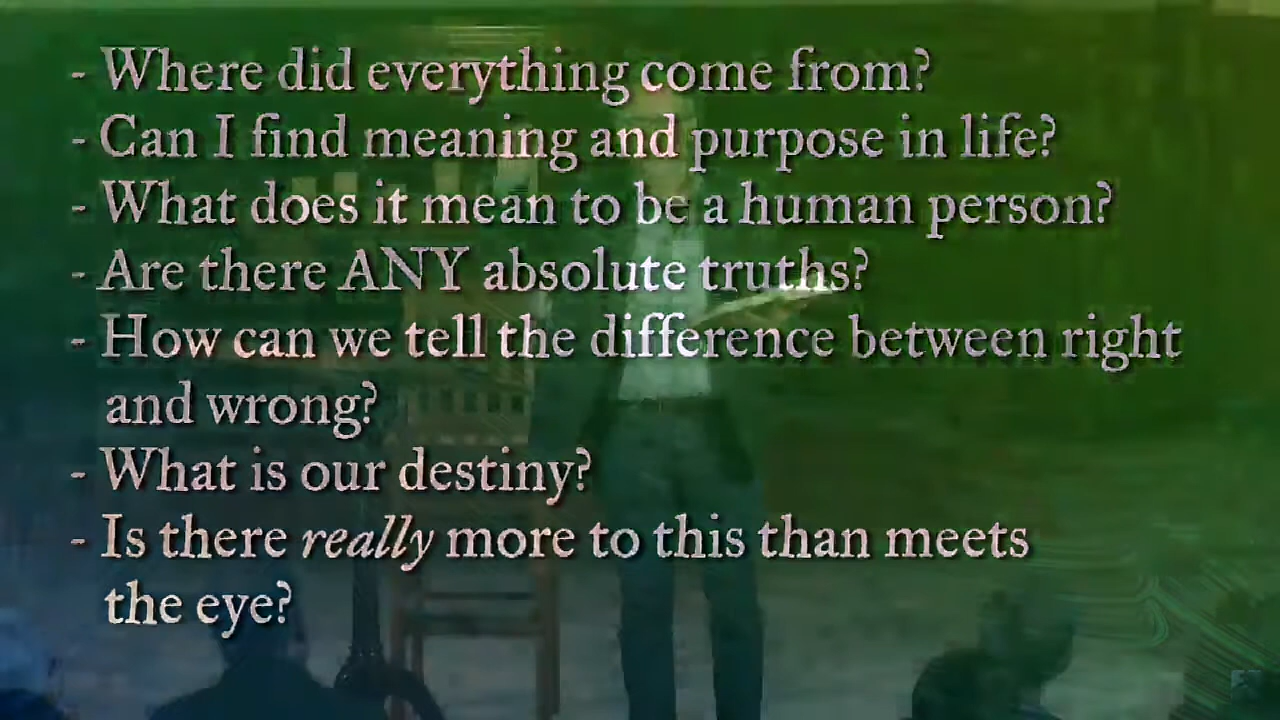 - Where did everything come from?
- Can I find meaning and purpose in life?
- What does it mean to be a human person?
- Are there ANY absolute truths?
- How can we tell the difference between right
and wrong?
- What is our destiny?
- Is there really more to this than meets
the eye?